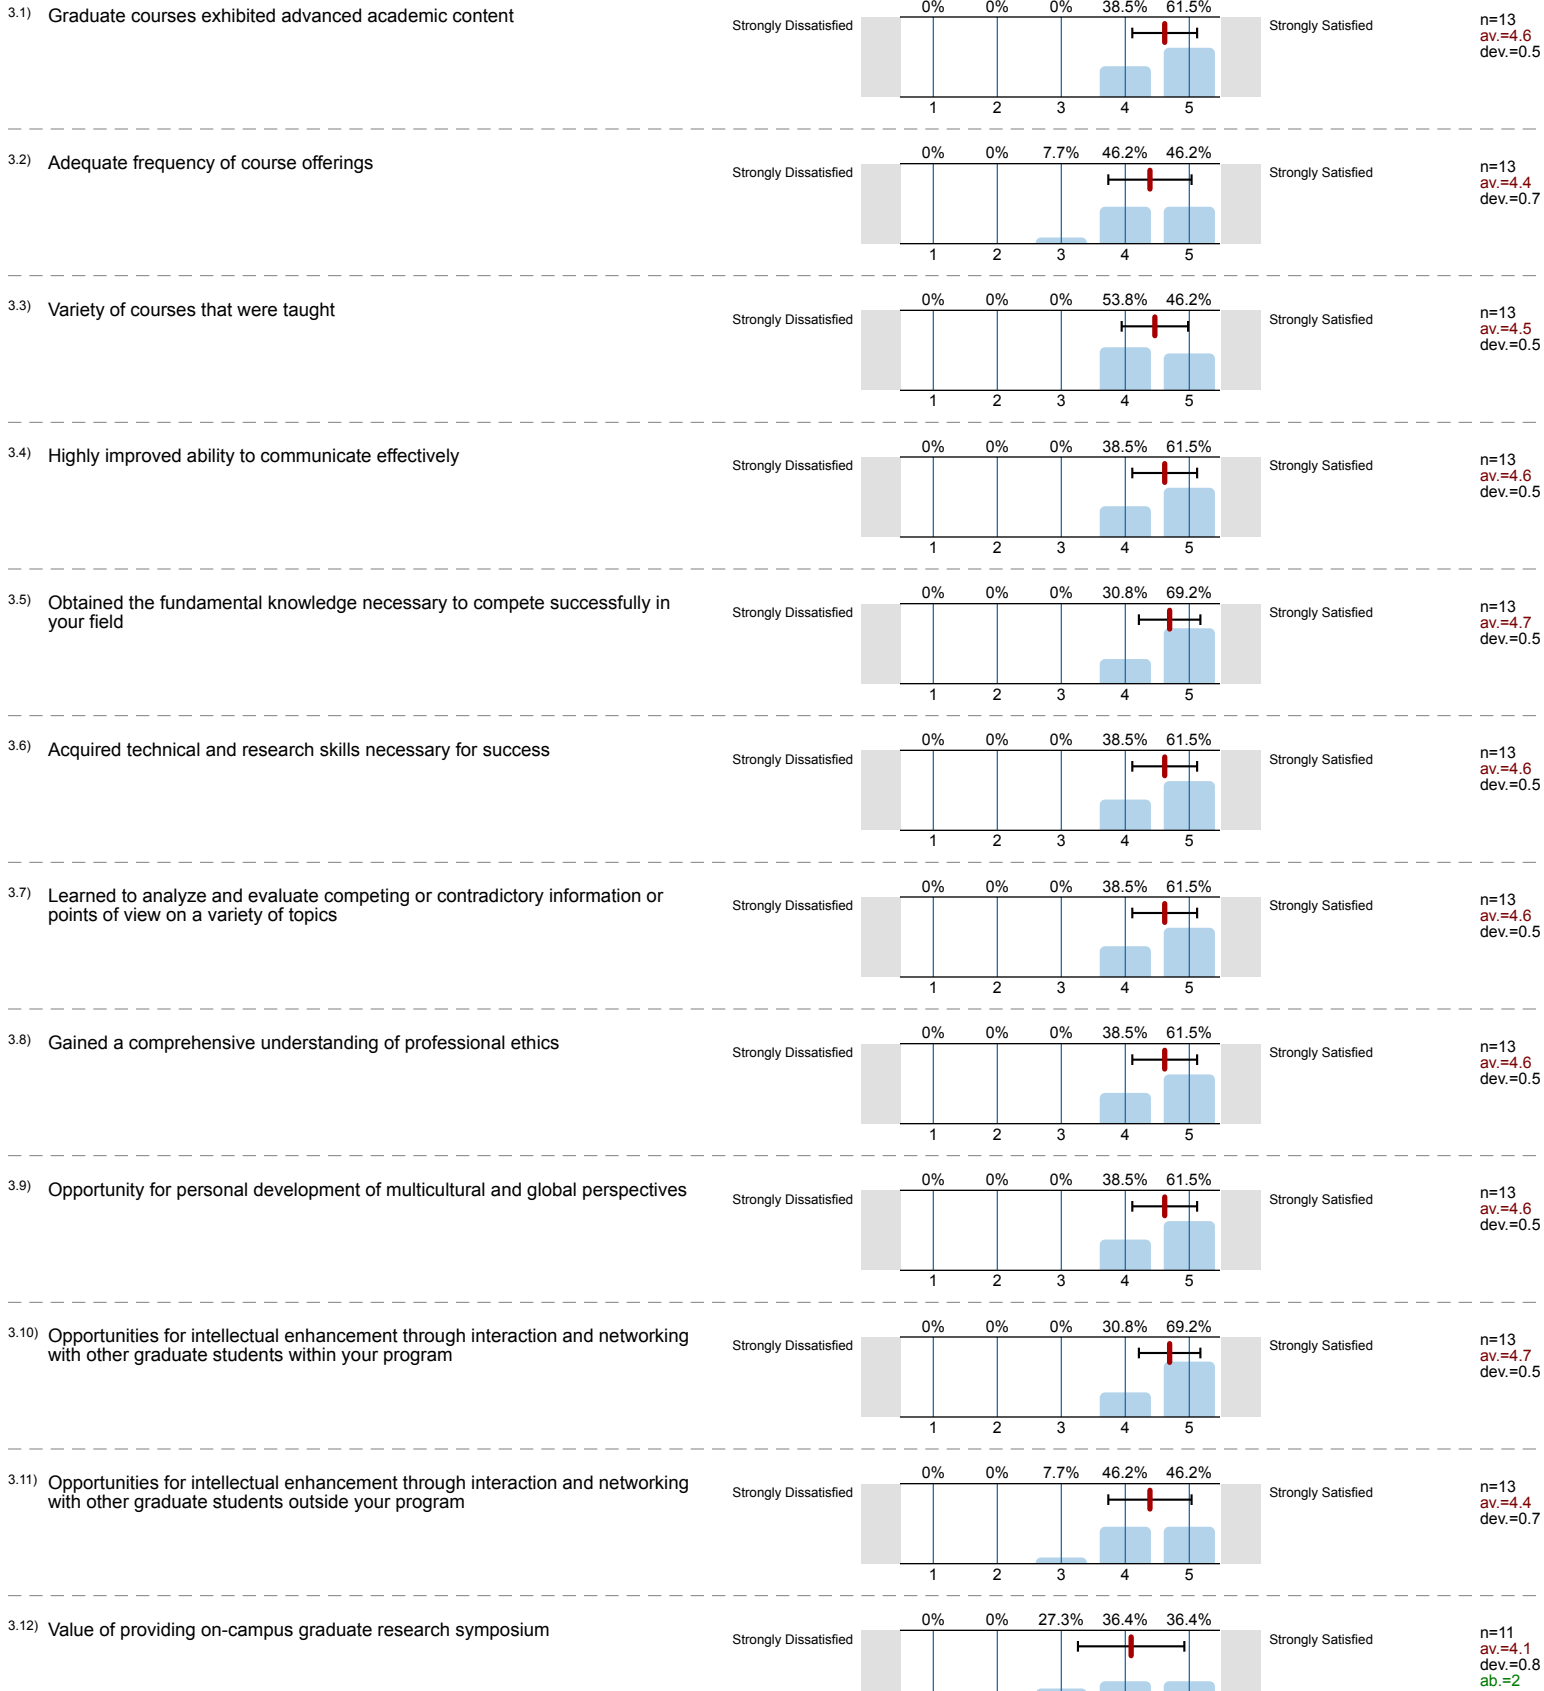 3.1) Graduate courses exhibited advanced academic content
0% 0% 0% 38.5% 61.5%
Strongly Dissatisfied
Strongly Satisfied
n=13
av.=4.6
dev.=0.5
1 2 3 4 5
3.2) Adequate frequency of course offerings
0% 0% 7.7% 46.2% 46.2%
Strongly Dissatisfied
Strongly Satisfied
n=13
av.=4.4
dev.=0.7
1 2 3 4 5
3.3) Variety of courses that were taught
0% 0% 0% 53.8% 46.2%
Strongly Dissatisfied
Strongly Satisfied
n=13
av.=4.5
dev.=0.5
1 2 3 4 5
3.4) Highly improved ability to communicate effectively
0% 0% 0% 38.5% 61.5%
Strongly Dissatisfied
Strongly Satisfied
n=13
av.=4.6
dev.=0.5
1 2 3 4 5
3.5) Obtained the fundamental knowledge necessary to compete successfully in
your field
0% 0% 0% 30.8% 69.2%
Strongly Dissatisfied
Strongly Satisfied
n=13
av.=4.7
dev.=0.5
1 2 3 4 5
3.6) Acquired technical and research skills necessary for success
0% 0% 0% 38.5% 61.5%
Strongly Dissatisfied
Strongly Satisfied
n=13
av.=4.6
dev.=0.5
1 2 3 4 5
3.7) Learned to analyze and evaluate competing or contradictory information or
points of view on a variety of topics
0% 0% 0% 38.5% 61.5%
Strongly Dissatisfied
Strongly Satisfied
n=13
av.=4.6
dev.=0.5
1 2 3 4 5
3.8) Gained a comprehensive understanding of professional ethics
0% 0% 0% 38.5% 61.5%
Strongly Dissatisfied
Strongly Satisfied
n=13
av.=4.6
dev.=0.5
1 2 3 4 5
3.9) Opportunity for personal development of multicultural and global perspectives
0% 0% 0% 38.5% 61.5%
Strongly Dissatisfied
Strongly Satisfied
n=13
av.=4.6
dev.=0.5
1 2 3 4 5
3.10) Opportunities for intellectual enhancement through interaction and networking
with other graduate students within your program
0% 0% 0% 30.8% 69.2%
Strongly Dissatisfied
Strongly Satisfied
n=13
av.=4.7
dev.=0.5
1 2 3 4 5
3.11) Opportunities for intellectual enhancement through interaction and networking
with other graduate students outside your program
0% 0% 7.7% 46.2% 46.2%
Strongly Dissatisfied
Strongly Satisfied
n=13
av.=4.4
dev.=0.7
1 2 3 4 5
3.12) Value of providing on-campus graduate research symposium
0% 0% 27.3% 36.4% 36.4%
Strongly Dissatisfied
Strongly Satisfied
n=11
av.=4.1
dev.=0.8
ab.=2